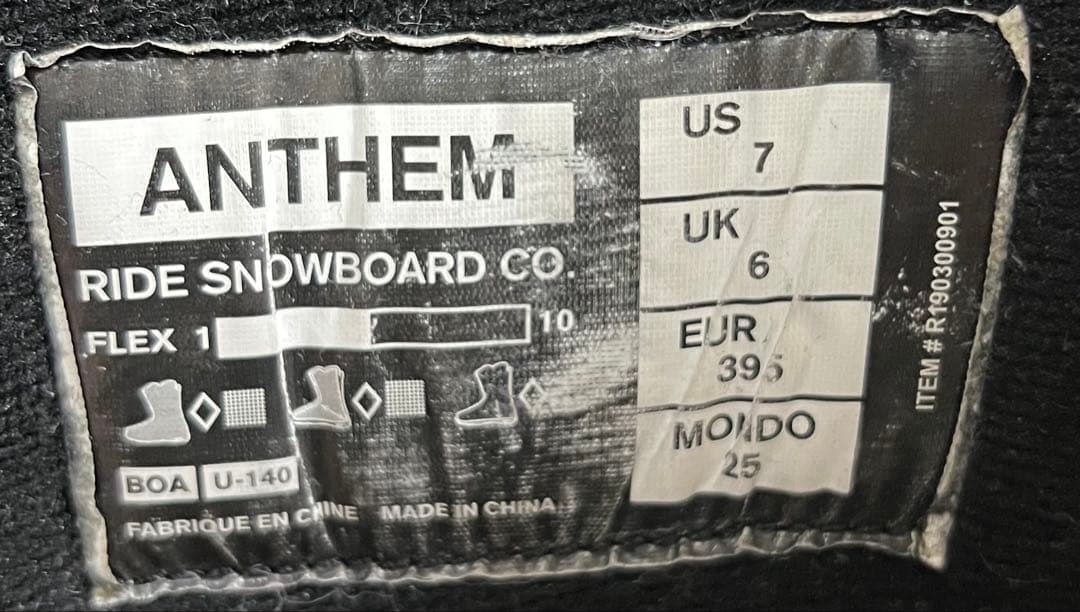 ANTHEM
RIDE SNOWBOARD CO.
FLEX 1 10
BOA U-140
FABRIQUE EN CHINE MADE IN CHINA
US
7
UK
6
EUR
395
MONDO
25
ITEM # R190300901